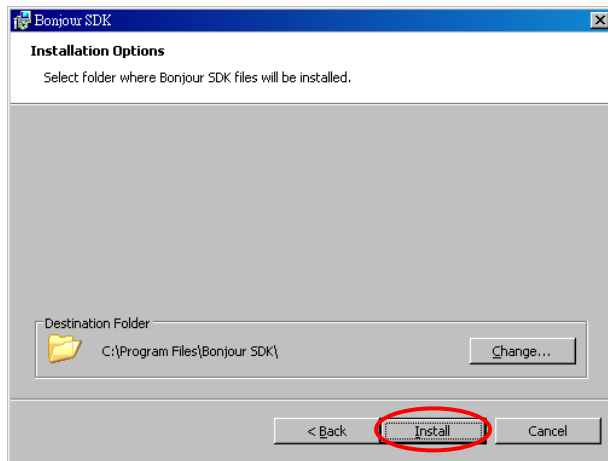 Bonjour SDK
Installation Options
Select folder where Bonjour SDK files will be installed.
Destination Folder
C:\Program Files\Bonjour SDK\
Change...
< Back
Install
Cancel